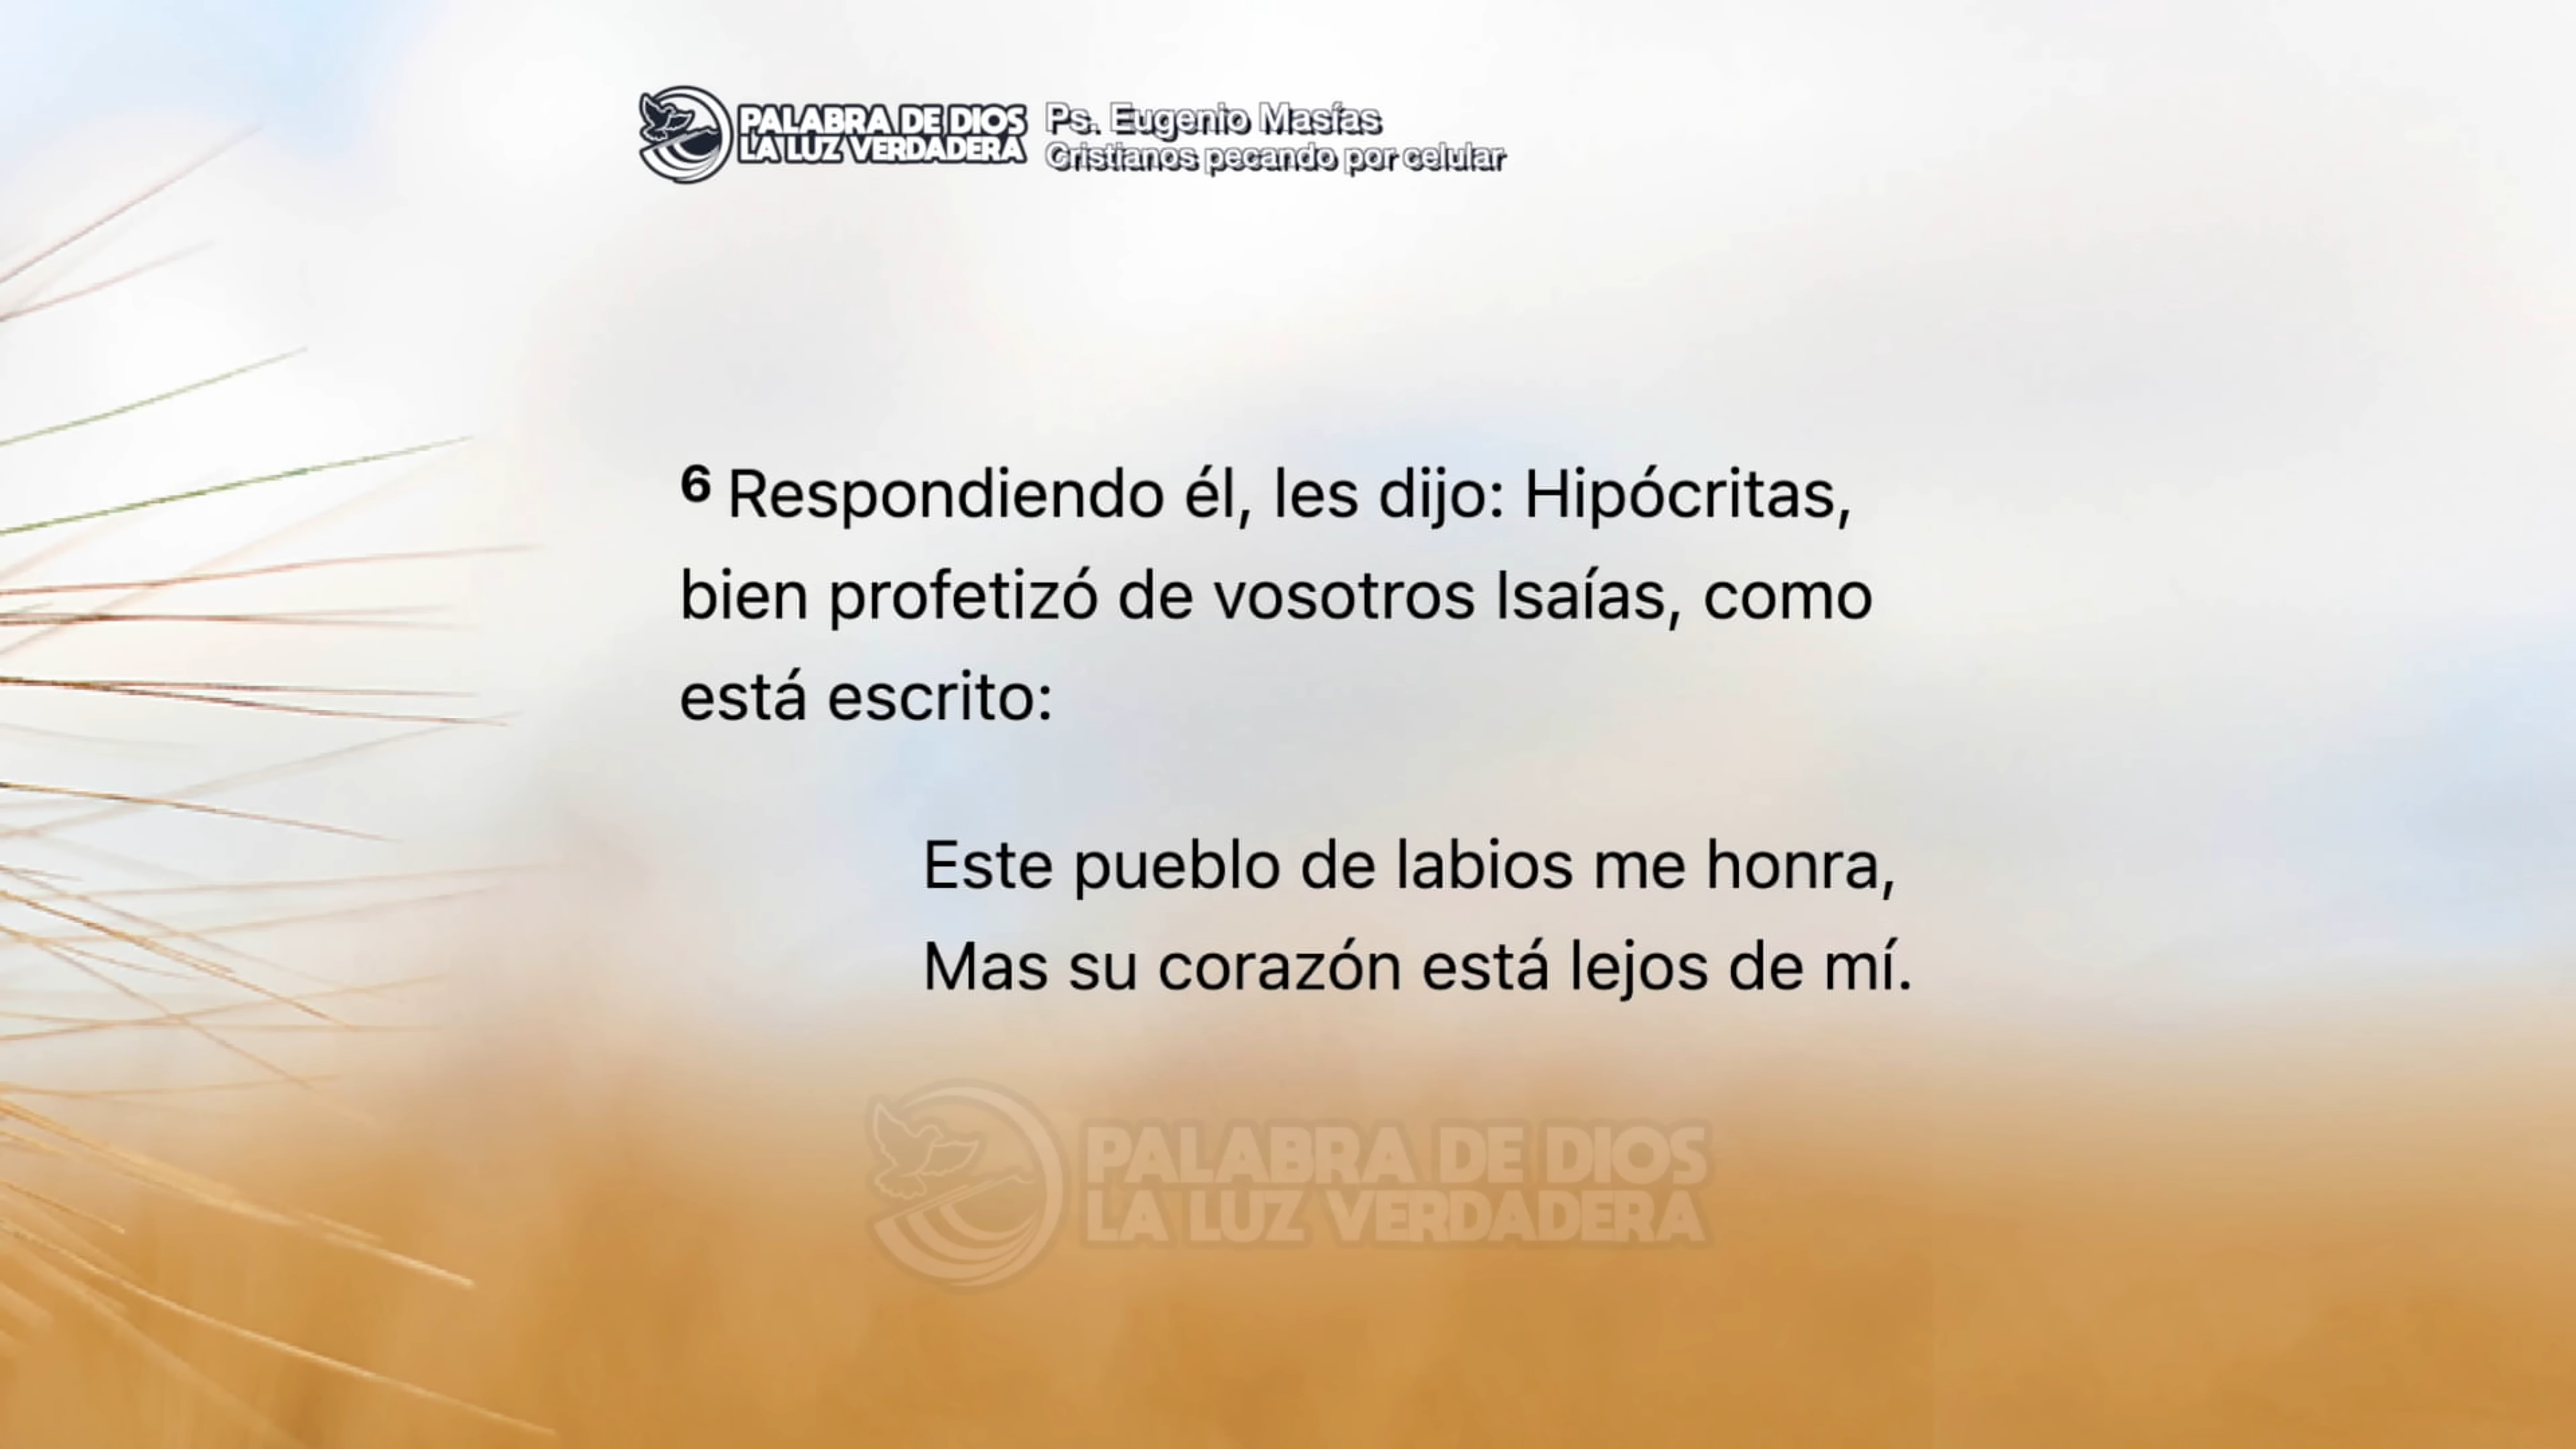 PALABRA DE DIOS
LA LUZ VERDADERA
Ps. Eugenio Masías
Cristianos pecando por celular
6 Respondiendo él, les dijo: Hipócritas,
bien profetizó de vosotros Isaías, como
está escrito:
Este pueblo de labios me honra,
Mas su corazón está lejos de mí.
PALABRA DE DIOS
LA LUZ VERDADERA